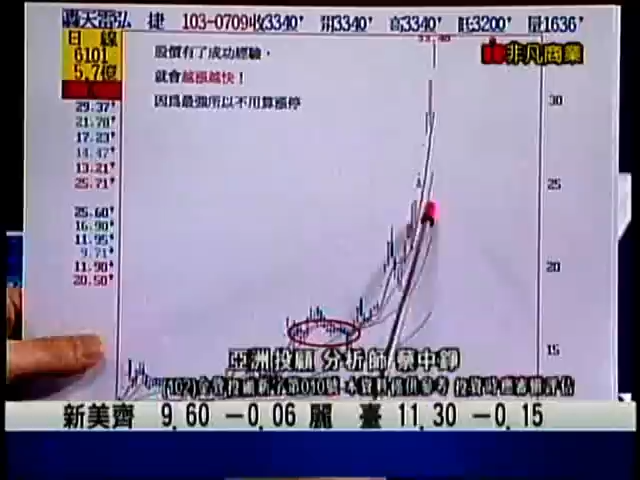 轟天雷弘 捷 103-0709收3340↑ 開3340↑ 高3340↑ 低3200↑ 量1636↑
日 線
6101
5.7億
33.40
非凡商業
股價有了成功經驗，
就會越漲越快！
因為最強所以不用算漲停
29.37↑
21.70↑
17.23↑
14.47↑
13.21↑
25.71↑
25.60↑
16.90↑
11.95↑
9.71↑
11.90↑
20.50↑
30
25
20
15
亞洲投顧 分析師 蔡中錚
新美齊 9.60 －0.06 麗 臺 11.30 －0.15